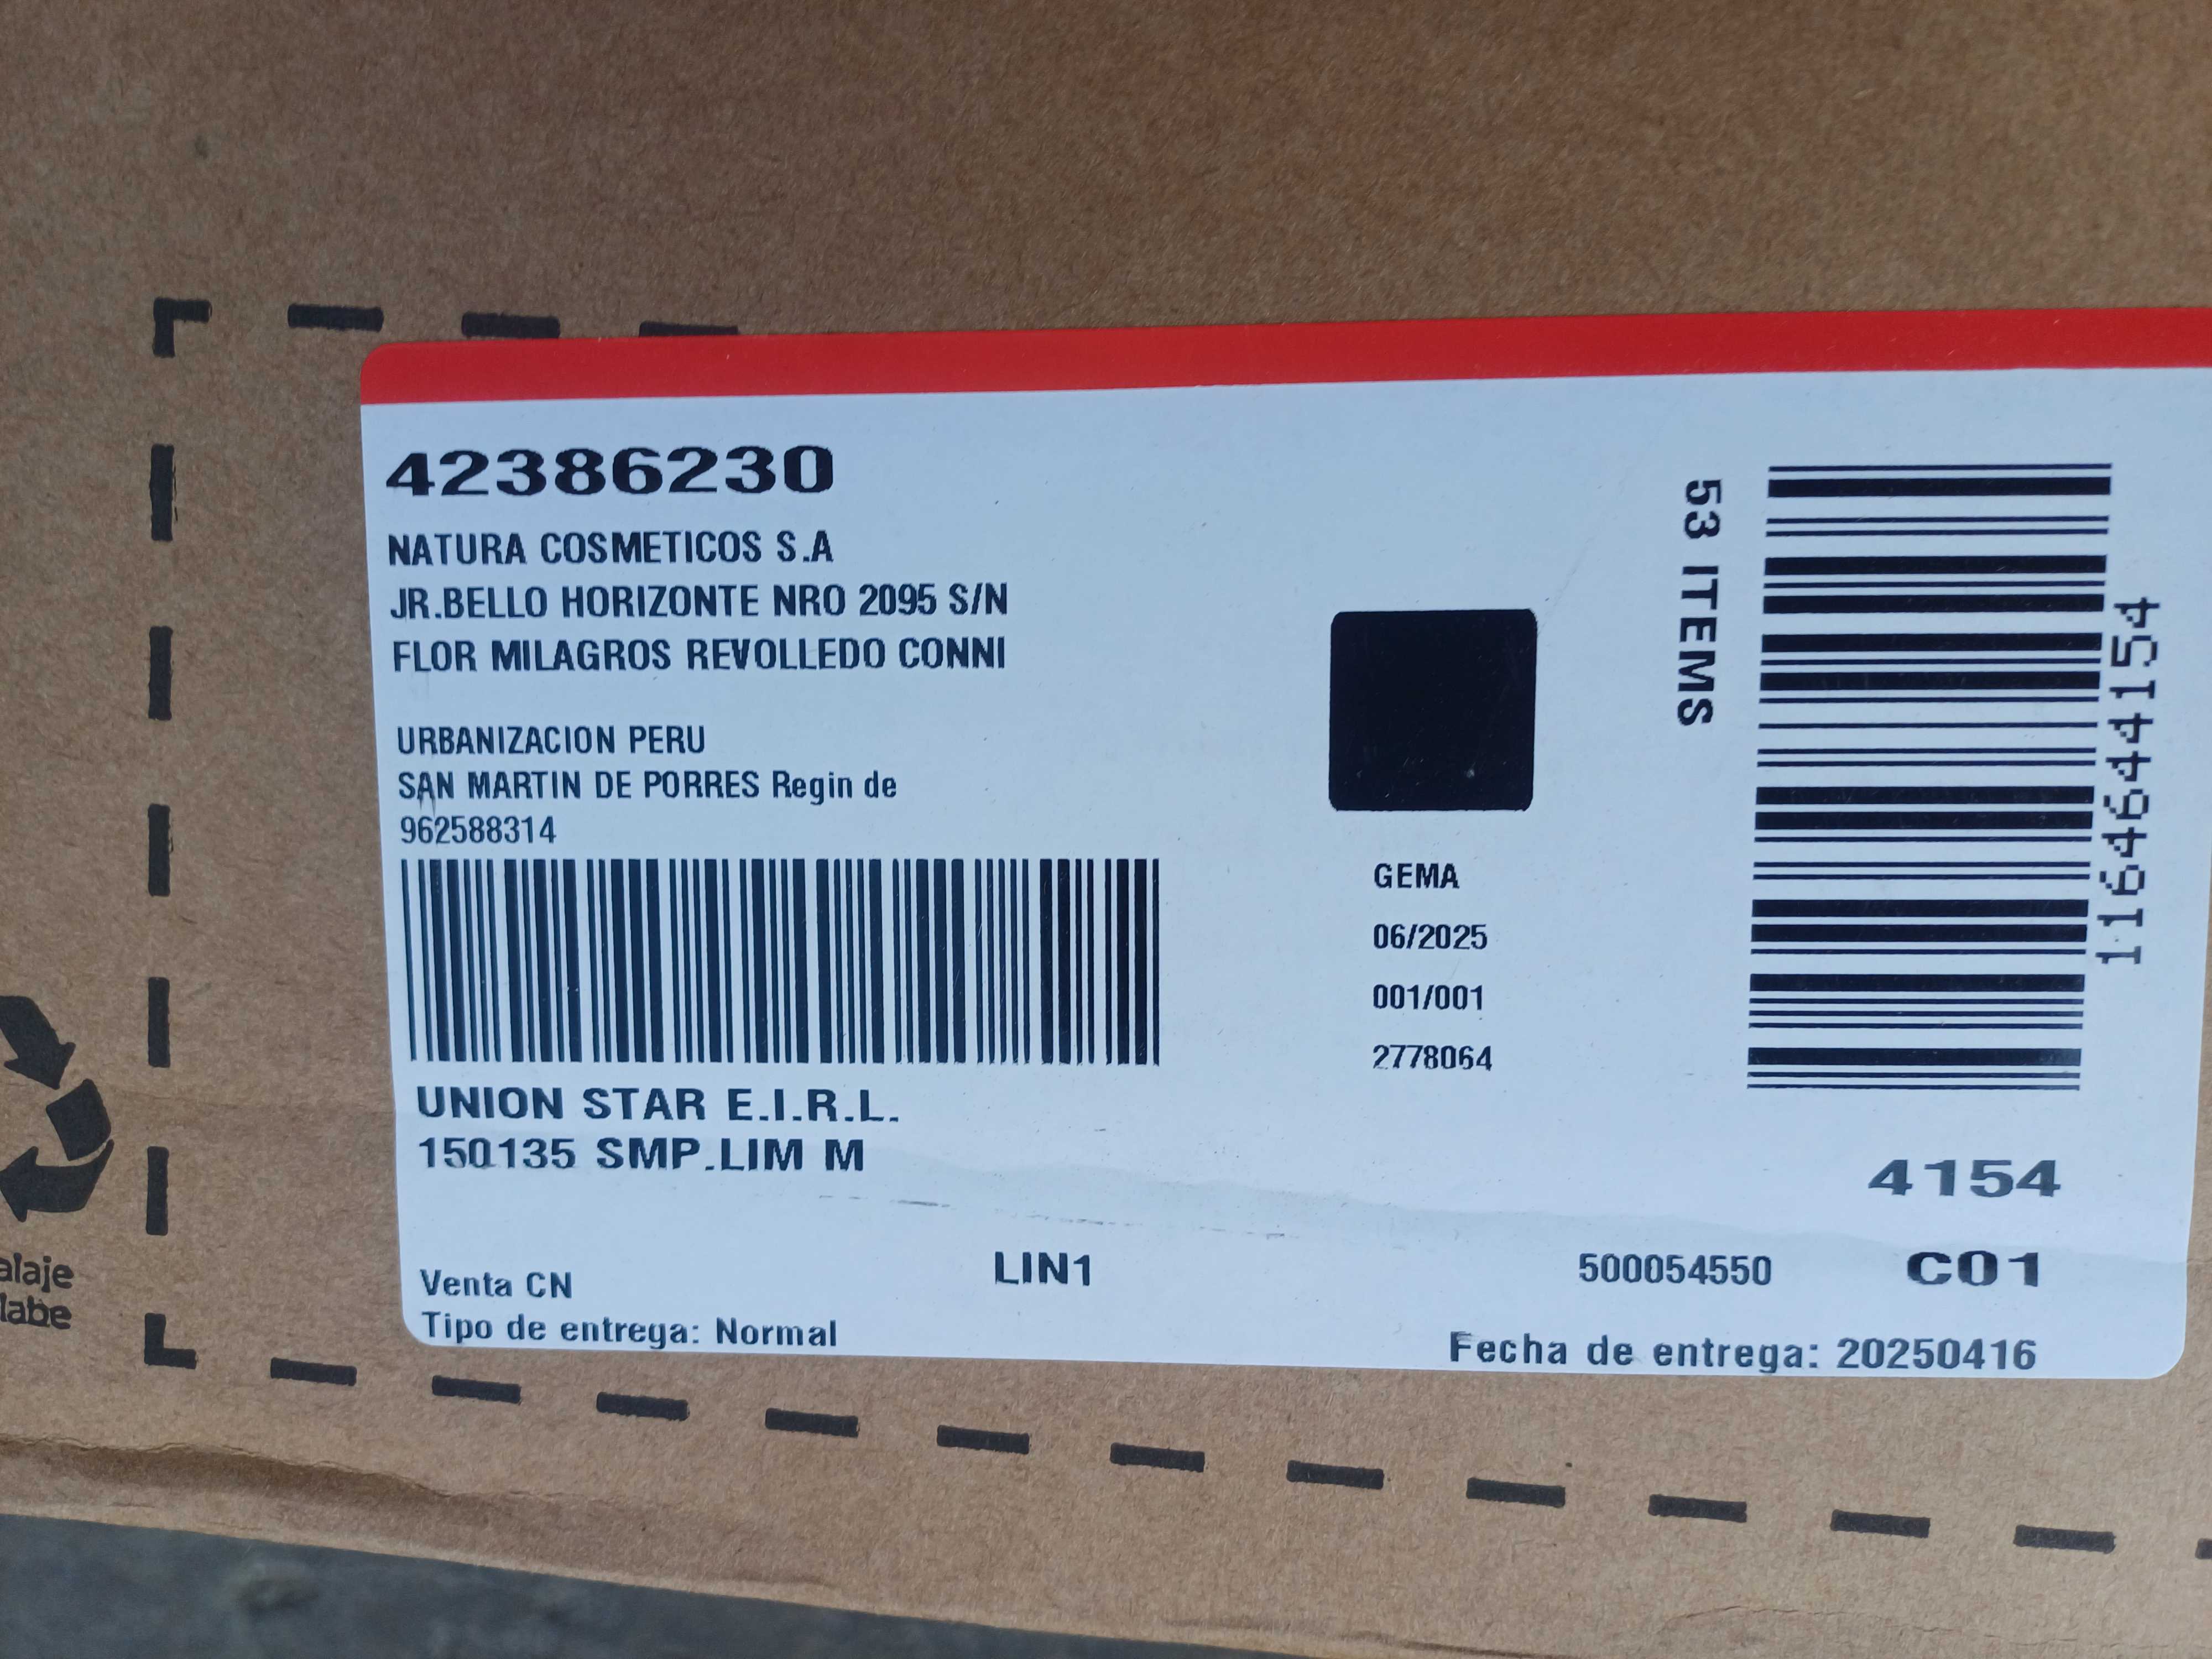 42386230
NATURA COSMETICOS S.A
JR.BELLO HORIZONTE NRO 2095 S/N
FLOR MILAGROS REVOLLEDO CONNI
URBANIZACION PERU
SAN MARTIN DE PORRES Regin de
962588314
UNION STAR E.I.R.L.
150135 SMP.LIM M
GEMA
06/2025
001/001
2778064
53 ITEMS
1164644154
4154
Venta CN
LIN1
500054550
C01
Tipo de entrega: Normal
Fecha de entrega: 20250416
alaje
labe